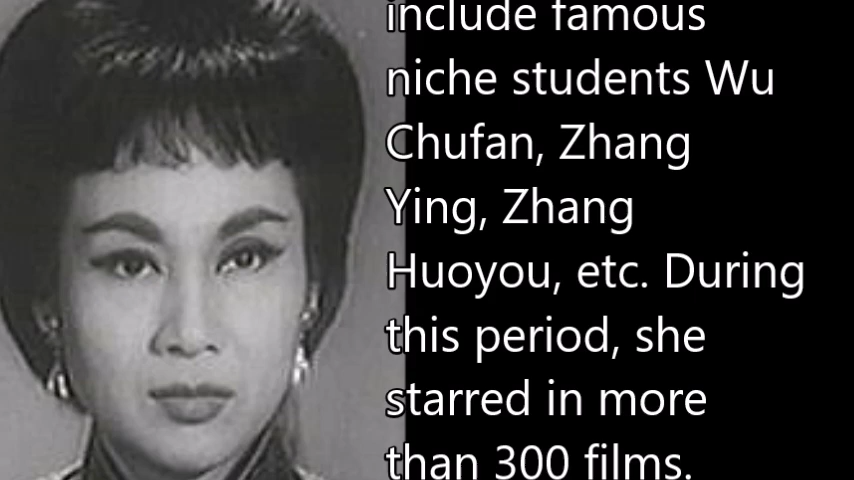 include famous
niche students Wu
Chufan, Zhang
Ying, Zhang
Huoyou, etc. During
this period, she
starred in more
than 300 films.